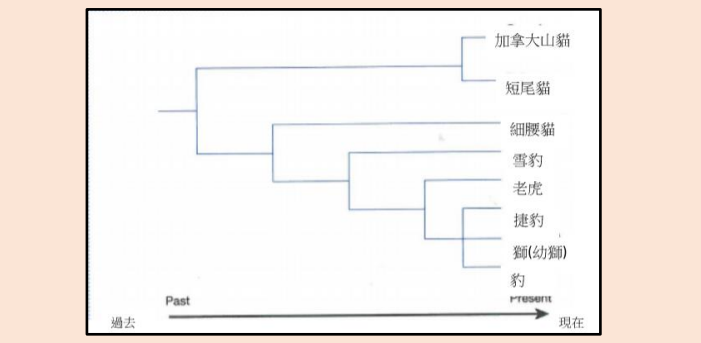 加拿大山貓
短尾貓
細腰貓
雪豹
老虎
捷豹
獅(幼獅)
豹
Past
Present
過去
現在